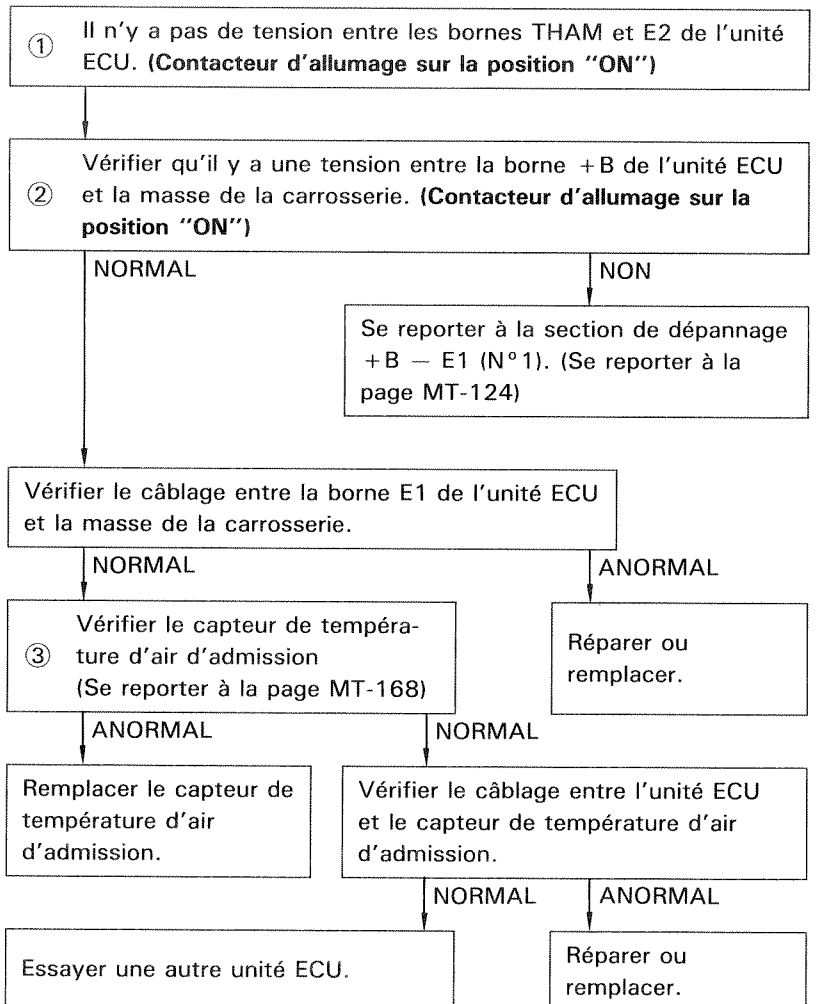 ① Il n'y a pas de tension entre les bornes THAM et E2 de l'unité
ECU. (Contacteur d'allumage sur la position "ON")
② Vérifier qu'il y a une tension entre la borne +B de l'unité ECU
et la masse de la carrosserie. (Contacteur d'allumage sur la
position "ON")
NORMAL
NON
Se reporter à la section de dépannage
+B — E1 (N°1). (Se reporter à la
page MT-124)
Vérifier le câblage entre la borne E1 de l'unité ECU
et la masse de la carrosserie.
NORMAL
ANORMAL
③ Vérifier le capteur de tempéra-
ture d'air d'admission
(Se reporter à la page MT-168)
Réparer ou
remplacer.
ANORMAL
NORMAL
Remplacer le capteur de
température d'air
d'admission.
Vérifier le câblage entre l'unité ECU
et le capteur de température d'air
d'admission.
NORMAL
ANORMAL
Essayer une autre unité ECU.
Réparer ou
remplacer.